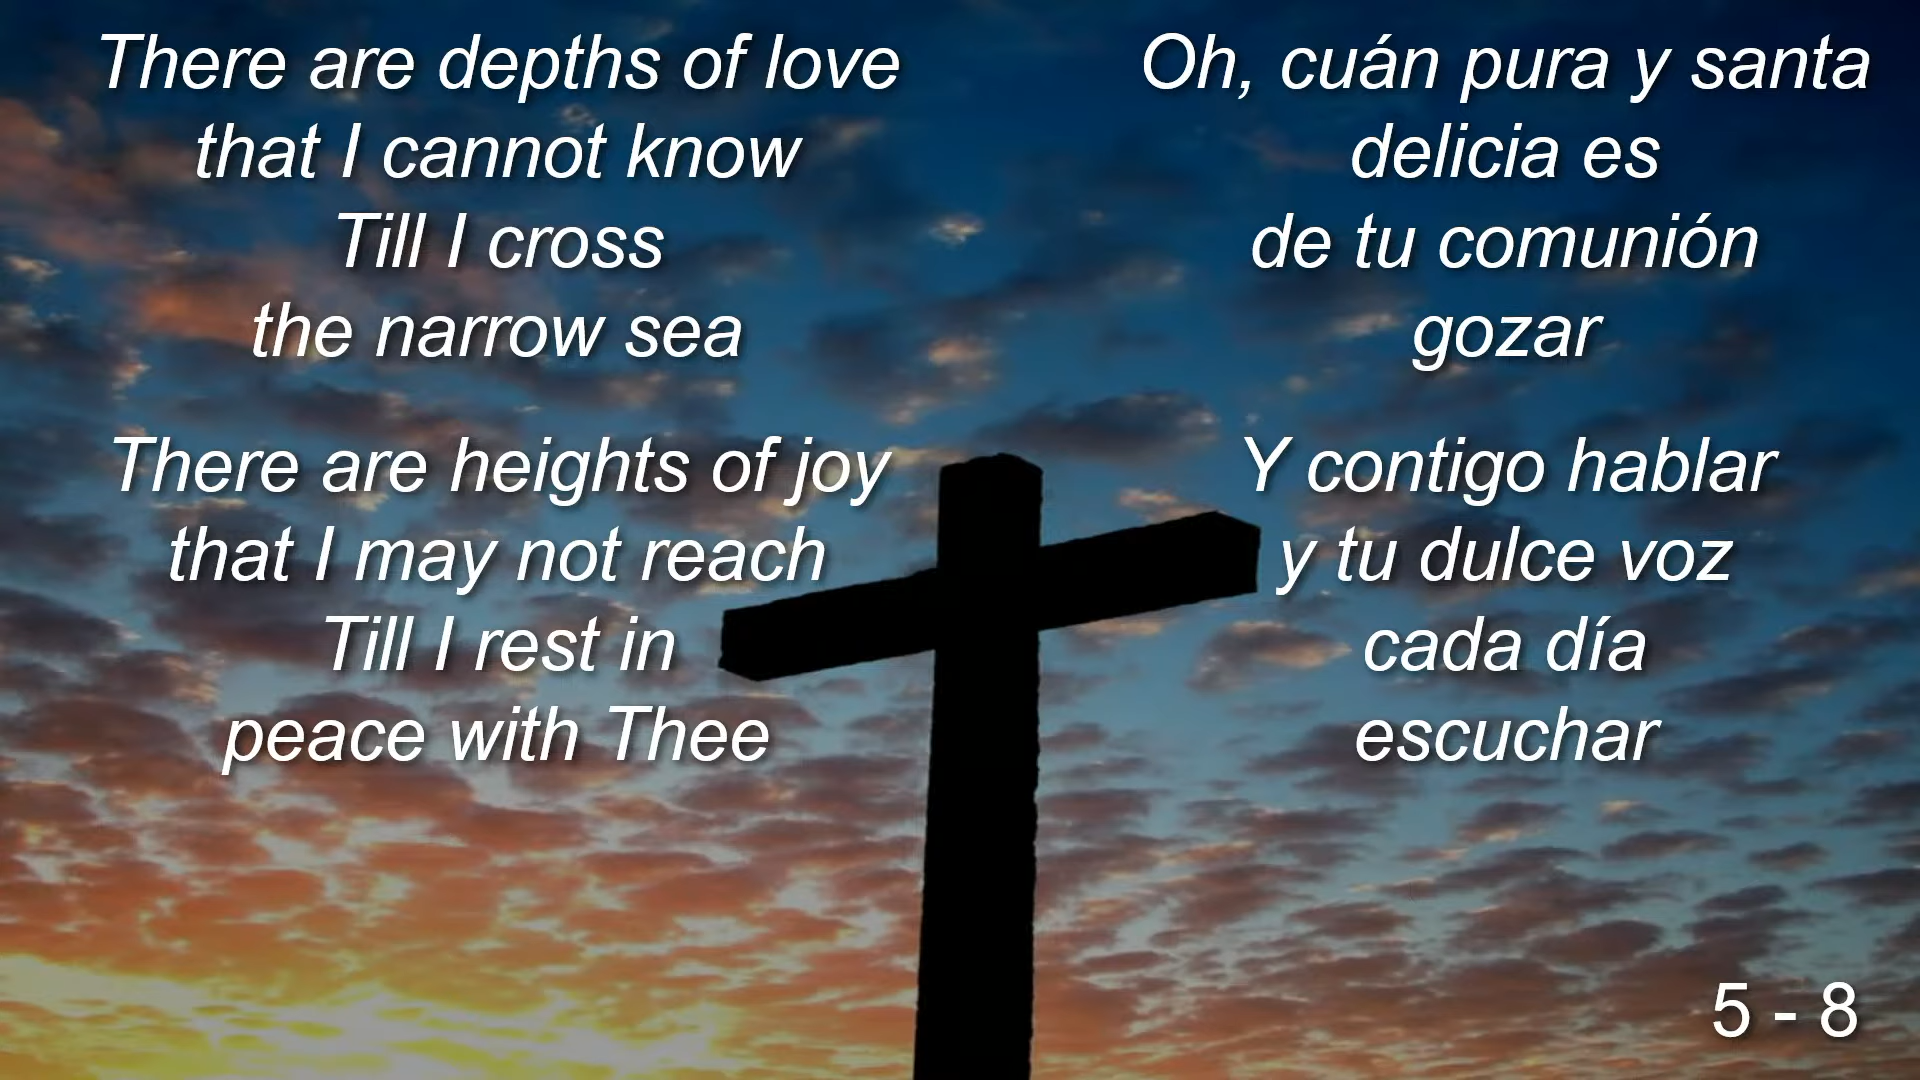 There are depths of love
that I cannot know
Till I cross
the narrow sea
There are heights of joy
that I may not reach
Till I rest in
peace with Thee
Oh, cuán pura y santa
delicia es
de tu comunión
gozar
Y contigo hablar
y tu dulce voz
cada día
escuchar
5 - 8